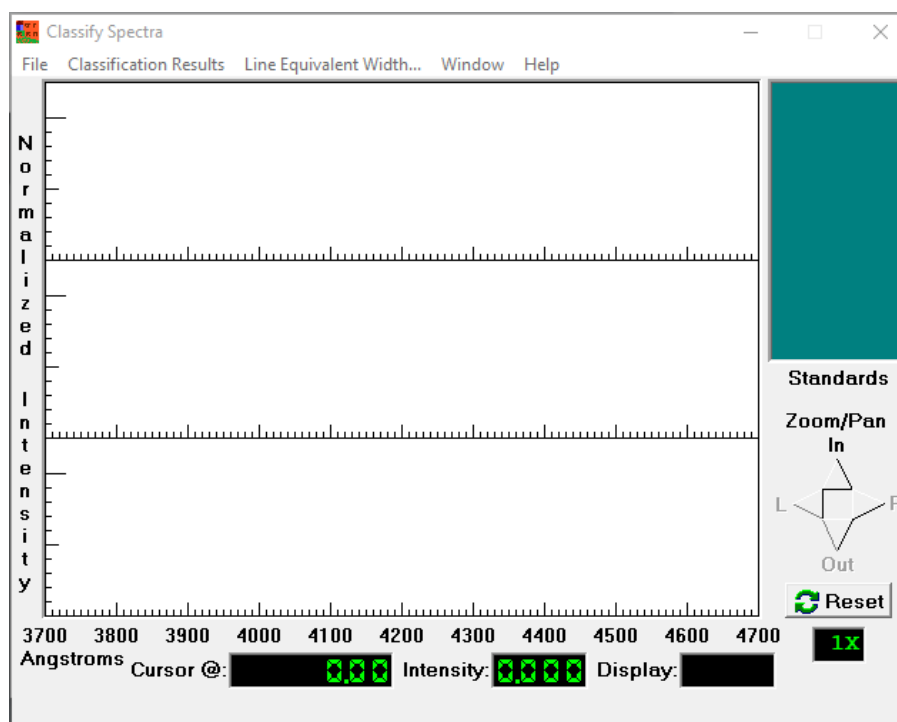 Classify Spectra
File Classification Results Line Equivalent Width... Window Help
Normalized Intensity
Standards
Zoom/Pan
In
L
Out
Reset
3700 3800 3900 4000 4100 4200 4300 4400 4500 4600 4700
1X
Angstroms Cursor @: 0.00 Intensity: 0.000 Display: